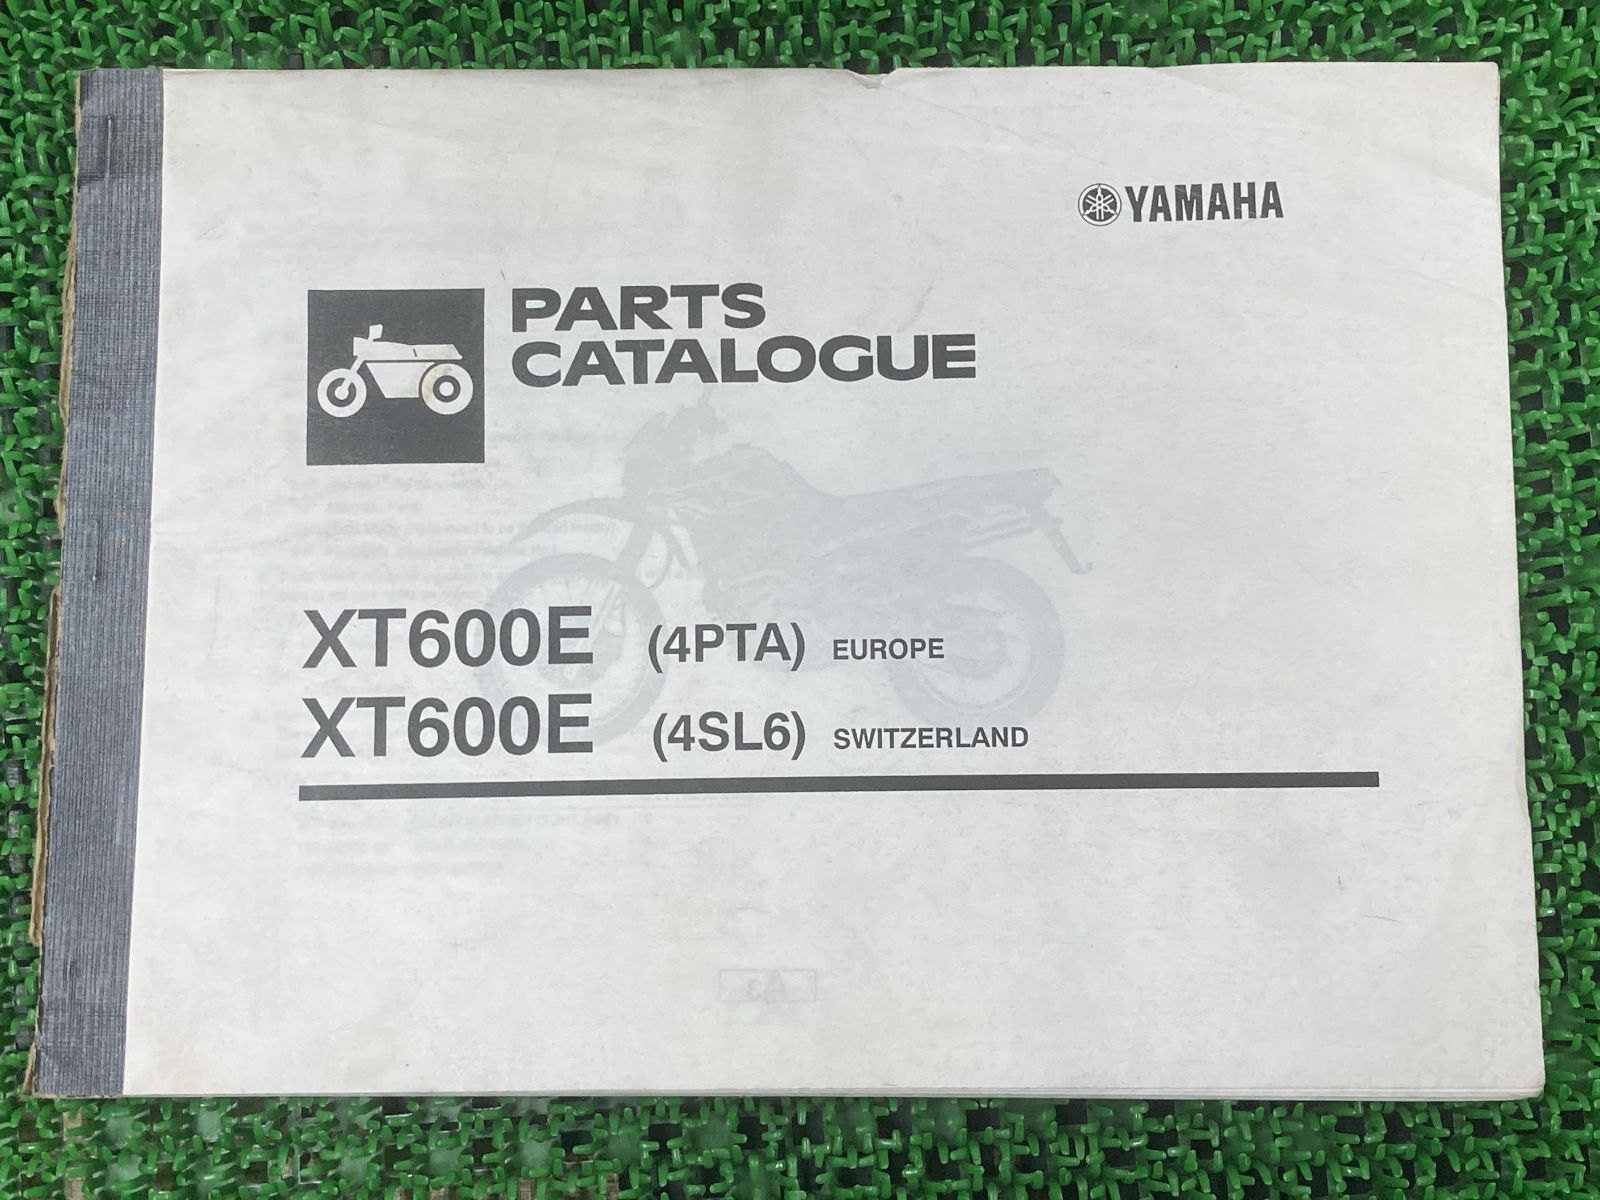 YAMAHA
PARTS
CATALOGUE
XT600E (4PTA) EUROPE
XT600E (4SL6) SWITZERLAND